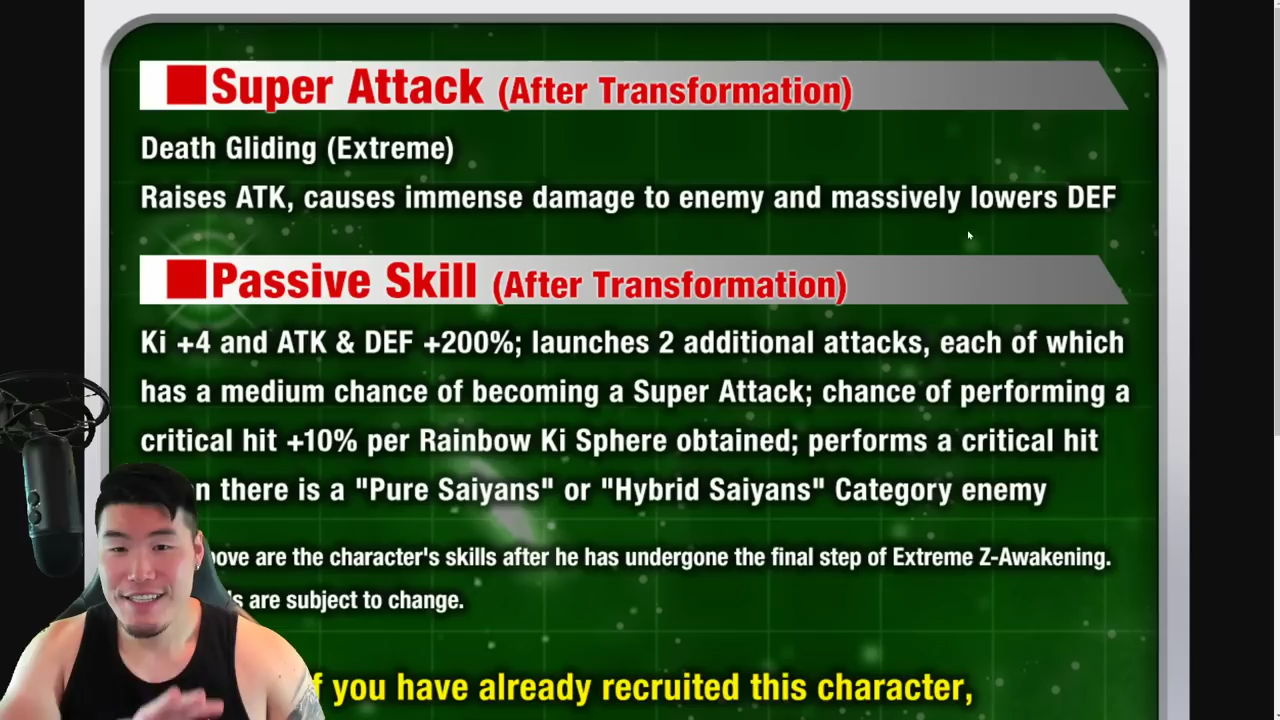 Super Attack (After Transformation)
Death Gliding (Extreme)
Raises ATK, causes immense damage to enemy and massively lowers DEF
Passive Skill (After Transformation)
Ki +4 and ATK & DEF +200%; launches 2 additional attacks, each of which
has a medium chance of becoming a Super Attack; chance of performing a
critical hit +10% per Rainbow Ki Sphere obtained; performs a critical hit
there is a "Pure Saiyans" or "Hybrid Saiyans" Category enemy
are the character's skills after he has undergone the final step of Extreme Z-Awakening.
are subject to change.
you have already recruited this character,